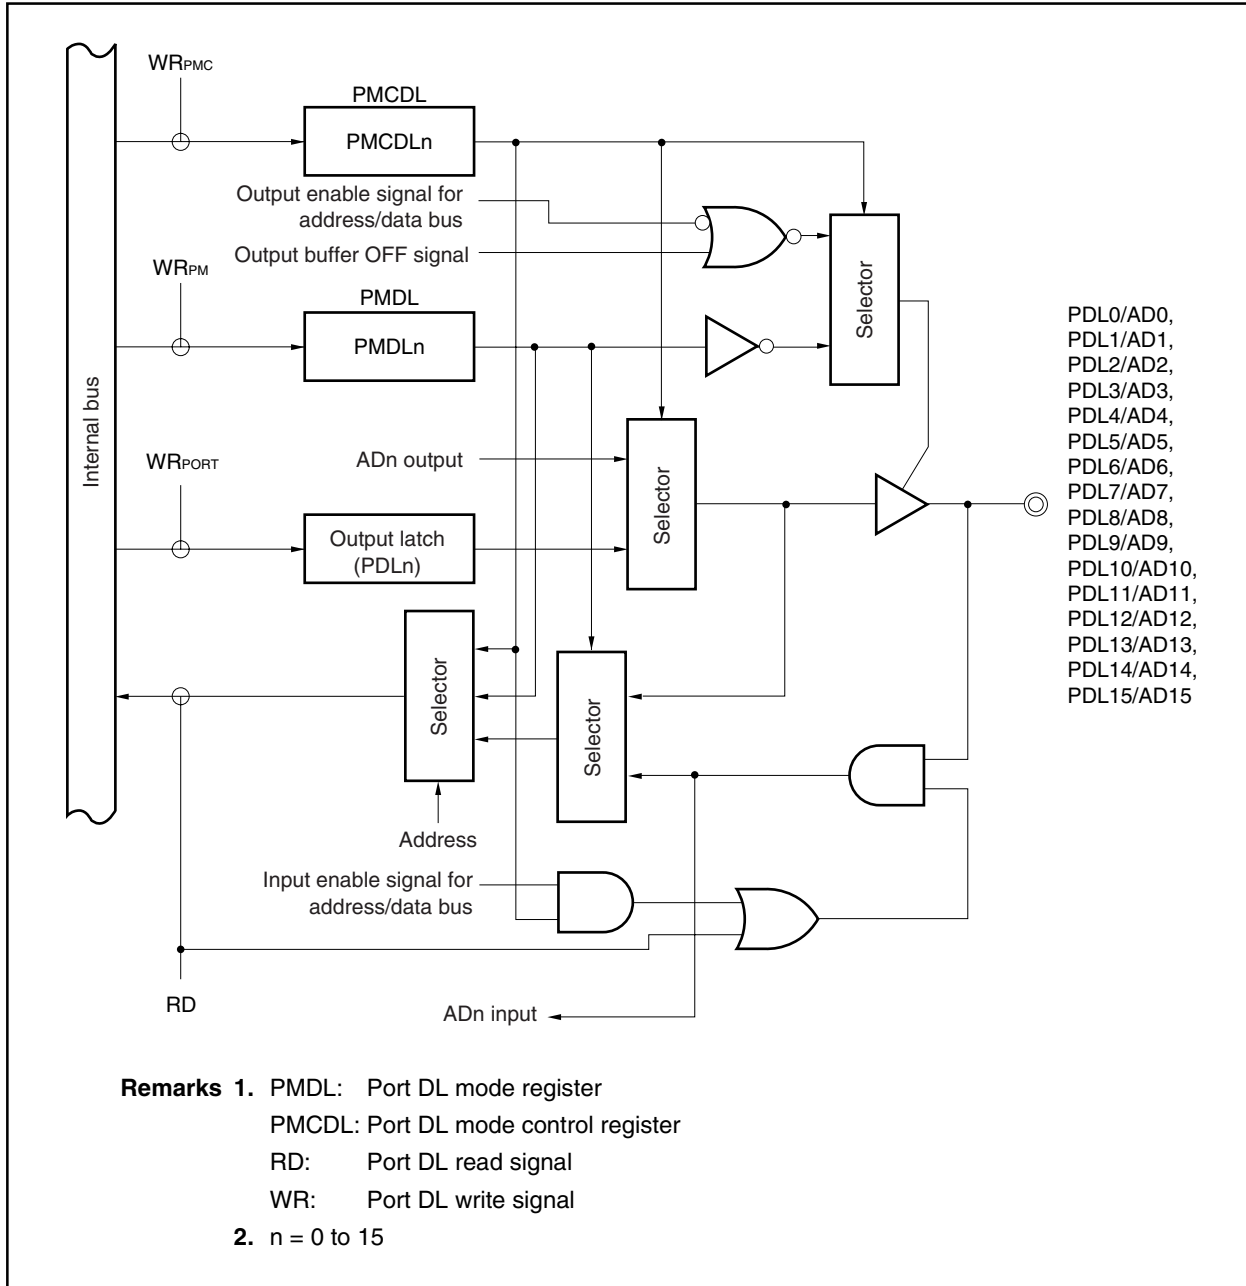 WRPMC
PMCDL
PMCDLn
Output enable signal for
address/data bus
Output buffer OFF signal
WRPM
PMDL
PMDLn
Selector
Internal bus
ADn output
WRPORT
Output latch
(PDLn)
Selector
PDL0/AD0,
PDL1/AD1,
PDL2/AD2,
PDL3/AD3,
PDL4/AD4,
PDL5/AD5,
PDL6/AD6,
PDL7/AD7,
PDL8/AD8,
PDL9/AD9,
PDL10/AD10,
PDL11/AD11,
PDL12/AD12,
PDL13/AD13,
PDL14/AD14,
PDL15/AD15
Selector
Selector
Address
Input enable signal for
address/data bus
RD
ADn input
Remarks 1. PMDL: Port DL mode register
PMCDL: Port DL mode control register
RD: Port DL read signal
WR: Port DL write signal
2. n = 0 to 15